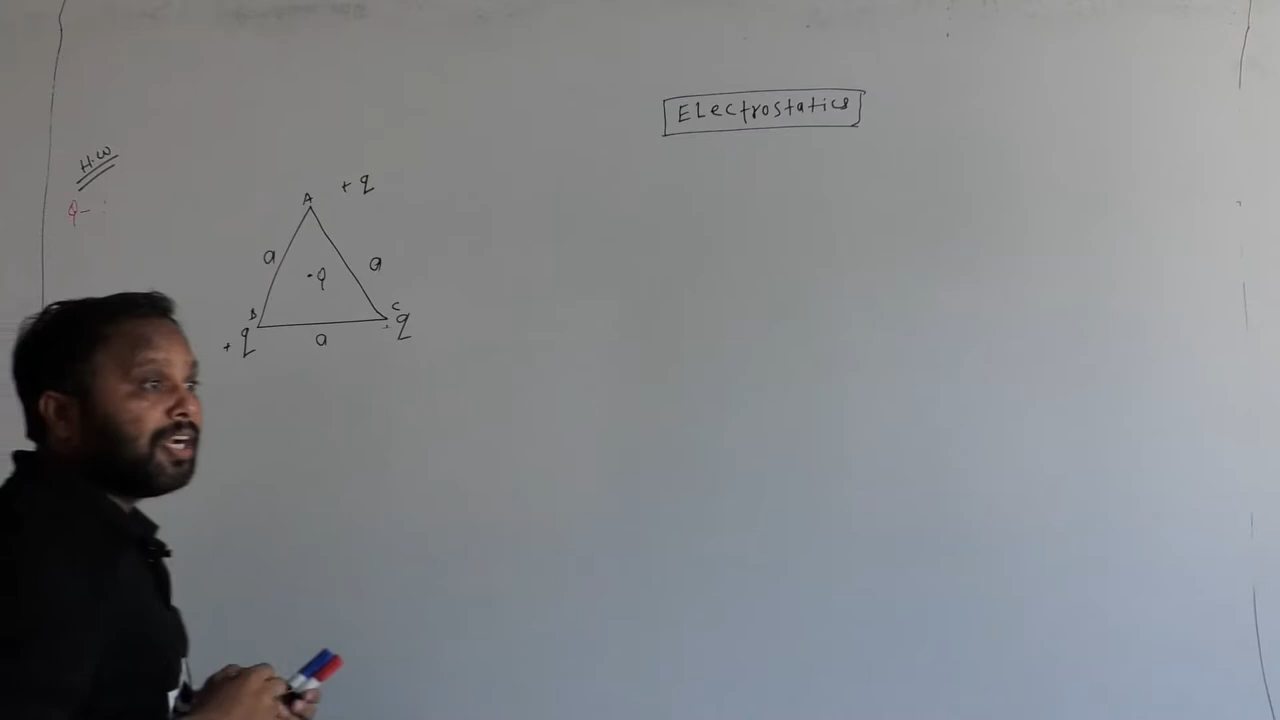 Electrostatics
H.W
Q- :
A
+ q
a
a
q
B
C
+ q
q
a